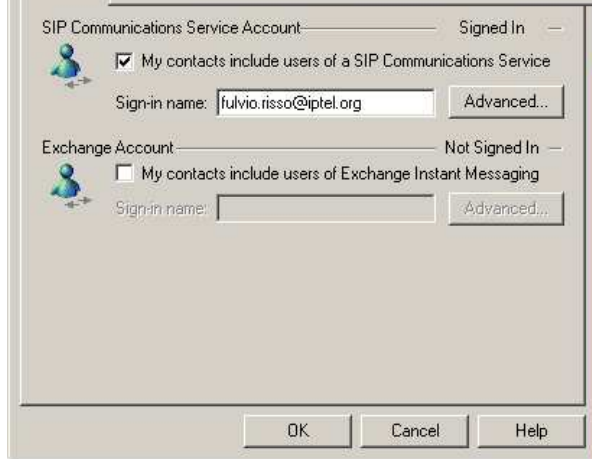 SIP Communications Service Account Signed In
My contacts include users of a SIP Communications Service
Sign-in name: fulvio.risso@iptel.org Advanced...
Exchange Account Not Signed In
My contacts include users of Exchange Instant Messaging
Sign-in name: Advanced...
OK Cancel Help